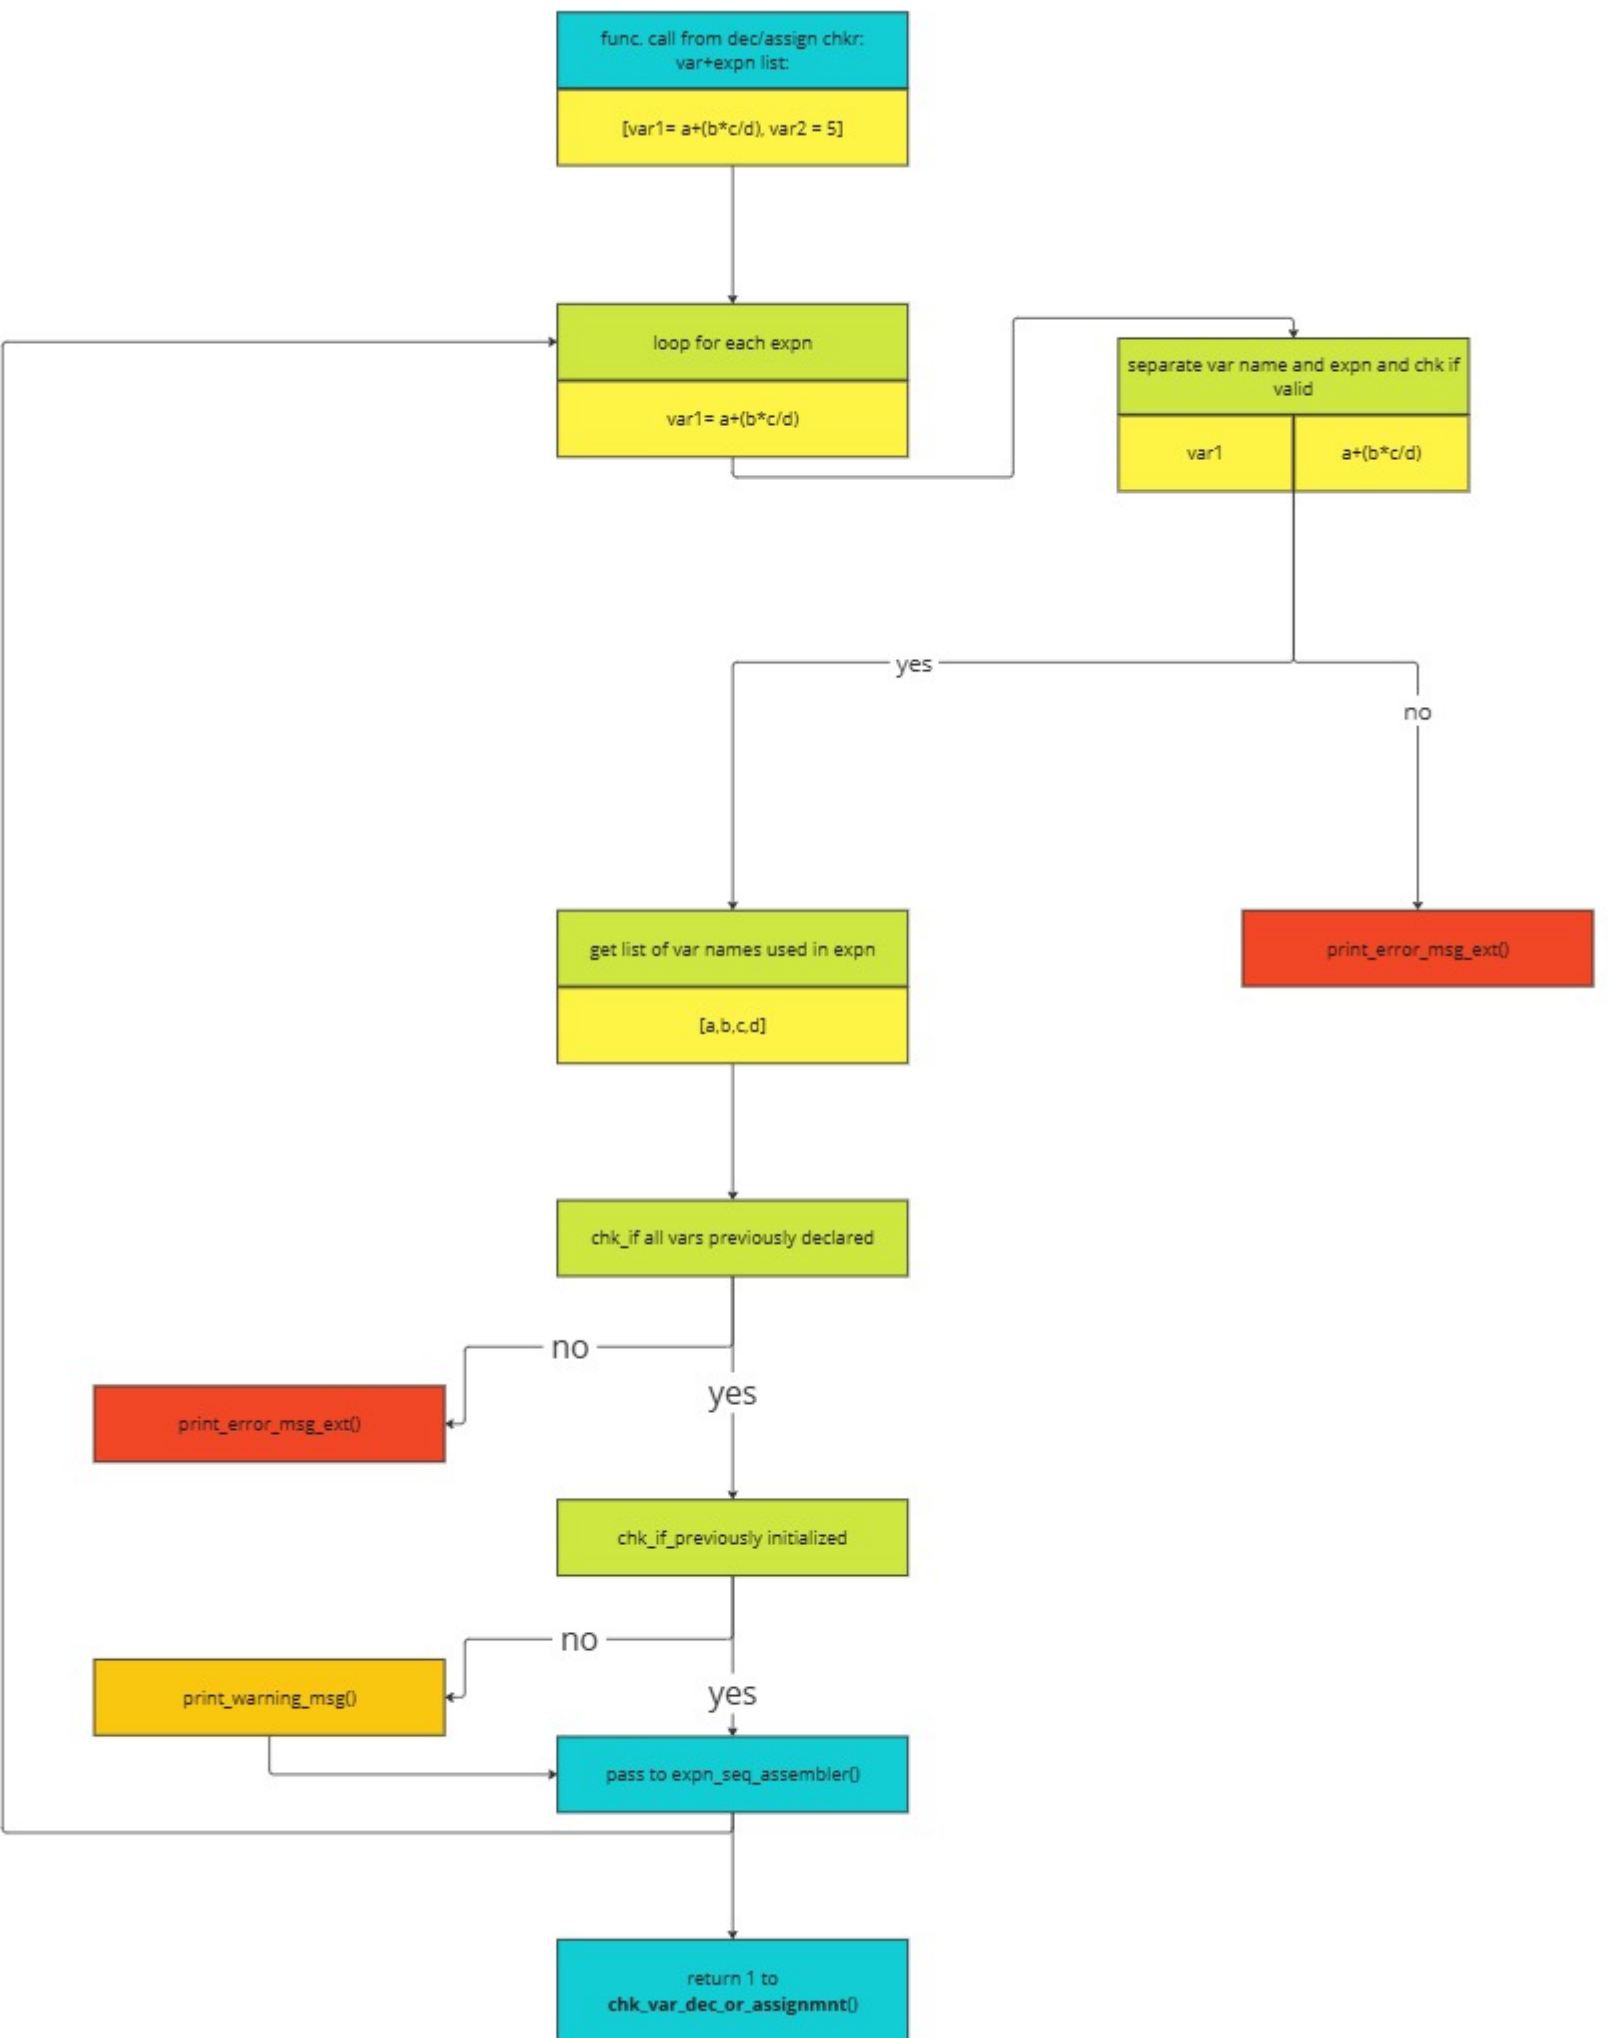 func. call from dec/assign chkr:
var+expn list:
[var1= a+(b*c/d), var2 = 5]
loop for each expn
var1= a+(b*c/d)
separate var name and expn and chk if
valid
var1
a+(b*c/d)
yes
no
get list of var names used in expn
[a,b,c,d]
print_error_msg_ext()
chk_if all vars previously declared
no
yes
print_error_msg_ext()
chk_if_previously initialized
no
yes
print_warning_msg()
pass to expn_seq_assembler()
return 1 to
chk_var_dec_or_assignmnt()